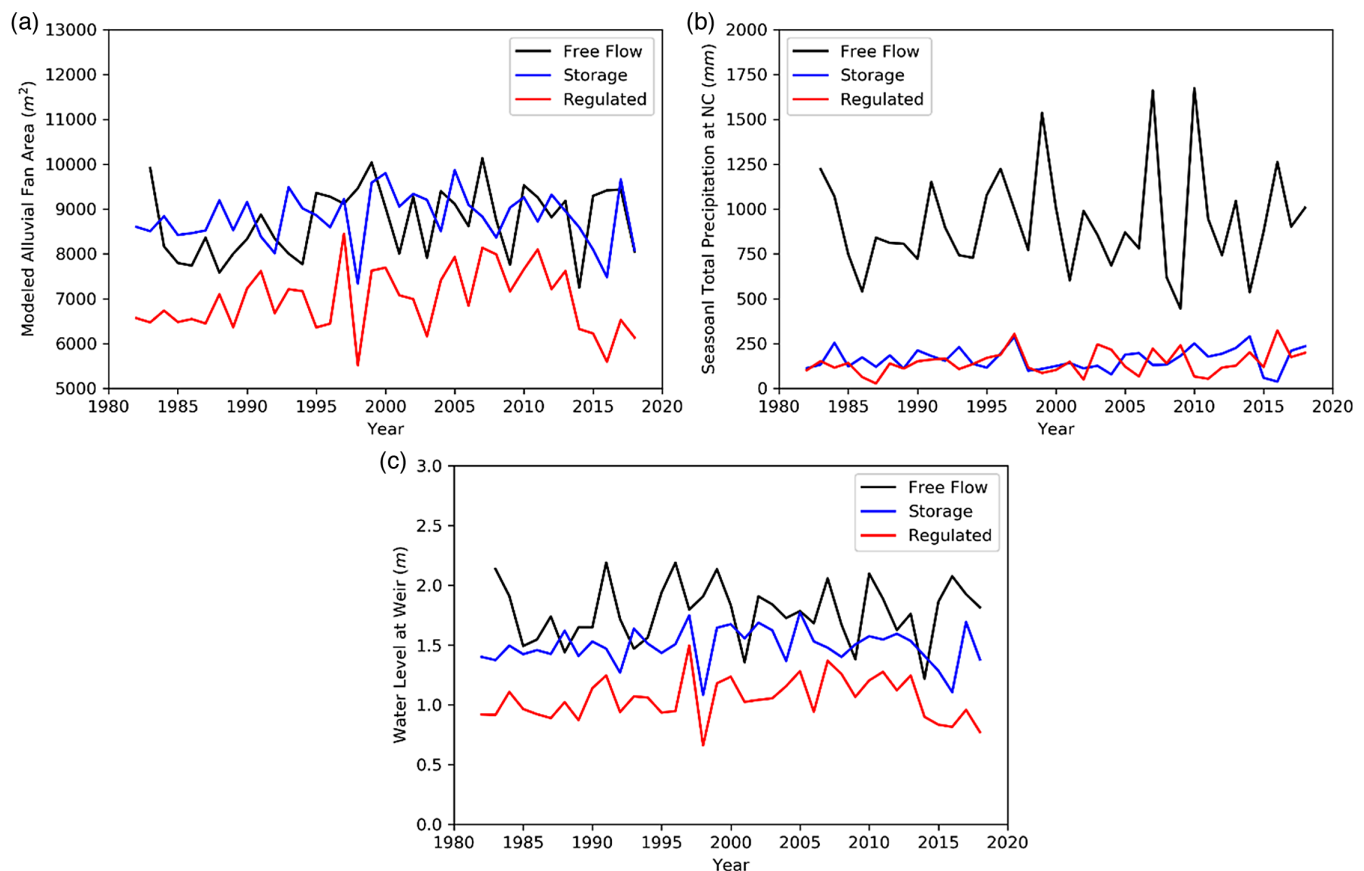 (a)
13000
12000
11000
10000
9000
8000
7000
6000
5000
Modeled Alluvial Fan Area (m²)
Free Flow
Storage
Regulated
1980 1985 1990 1995 2000 2005 2010 2015 2020
Year
(b)
2000
1750
1500
1250
1000
750
500
250
0
Seasoanl Total Precipitation at NC (mm)
Free Flow
Storage
Regulated
1980 1985 1990 1995 2000 2005 2010 2015 2020
Year
(c)
3.0
2.5
2.0
1.5
1.0
0.5
0.0
Water Level at Weir (m)
Free Flow
Storage
Regulated
1980 1985 1990 1995 2000 2005 2010 2015 2020
Year